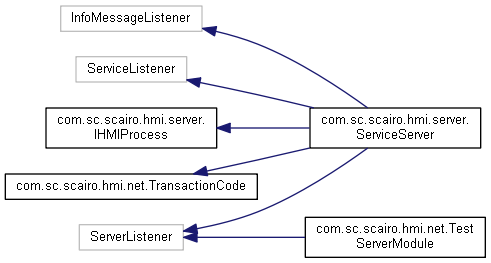 InfoMessageListener
ServiceListener
com.sc.scairo.hmi.server.
IHMIProcess
com.sc.scairo.hmi.server.
ServiceServer
com.sc.scairo.hmi.net.TransactionCode
ServerListener
com.sc.scairo.hmi.net.Test
ServerModule